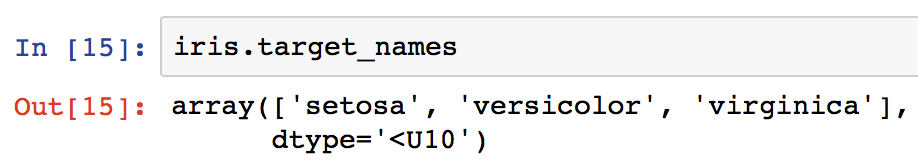 In [15]: iris.target_names
Out[15]: array(['setosa', 'versicolor', 'virginica'],
dtype='<U10')